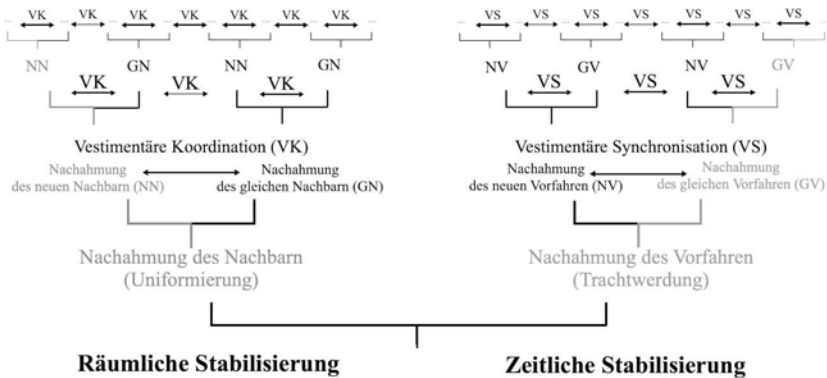 VK VK VK VK VK VK VK
... ... ... ... ... ... ... ...
NN GN NN GN
VK VK VK
Vestimentäre Koordination (VK)
Nachahmung
des neuen Nachbarn (NN)
Nachahmung
des gleichen Nachbarn (GN)
Nachahmung des Nachbarn
(Uniformierung)
Räumliche Stabilisierung
VS VS VS VS VS VS VS
... ... ... ... ... ... ... ...
NV GV NV GV
VS VS VS
Vestimentäre Synchronisation (VS)
Nachahmung
des neuen Vorfahren (NV)
Nachahmung
des gleichen Vorfahren (GV)
Nachahmung des Vorfahren
(Trachtwerdung)
Zeitliche Stabilisierung